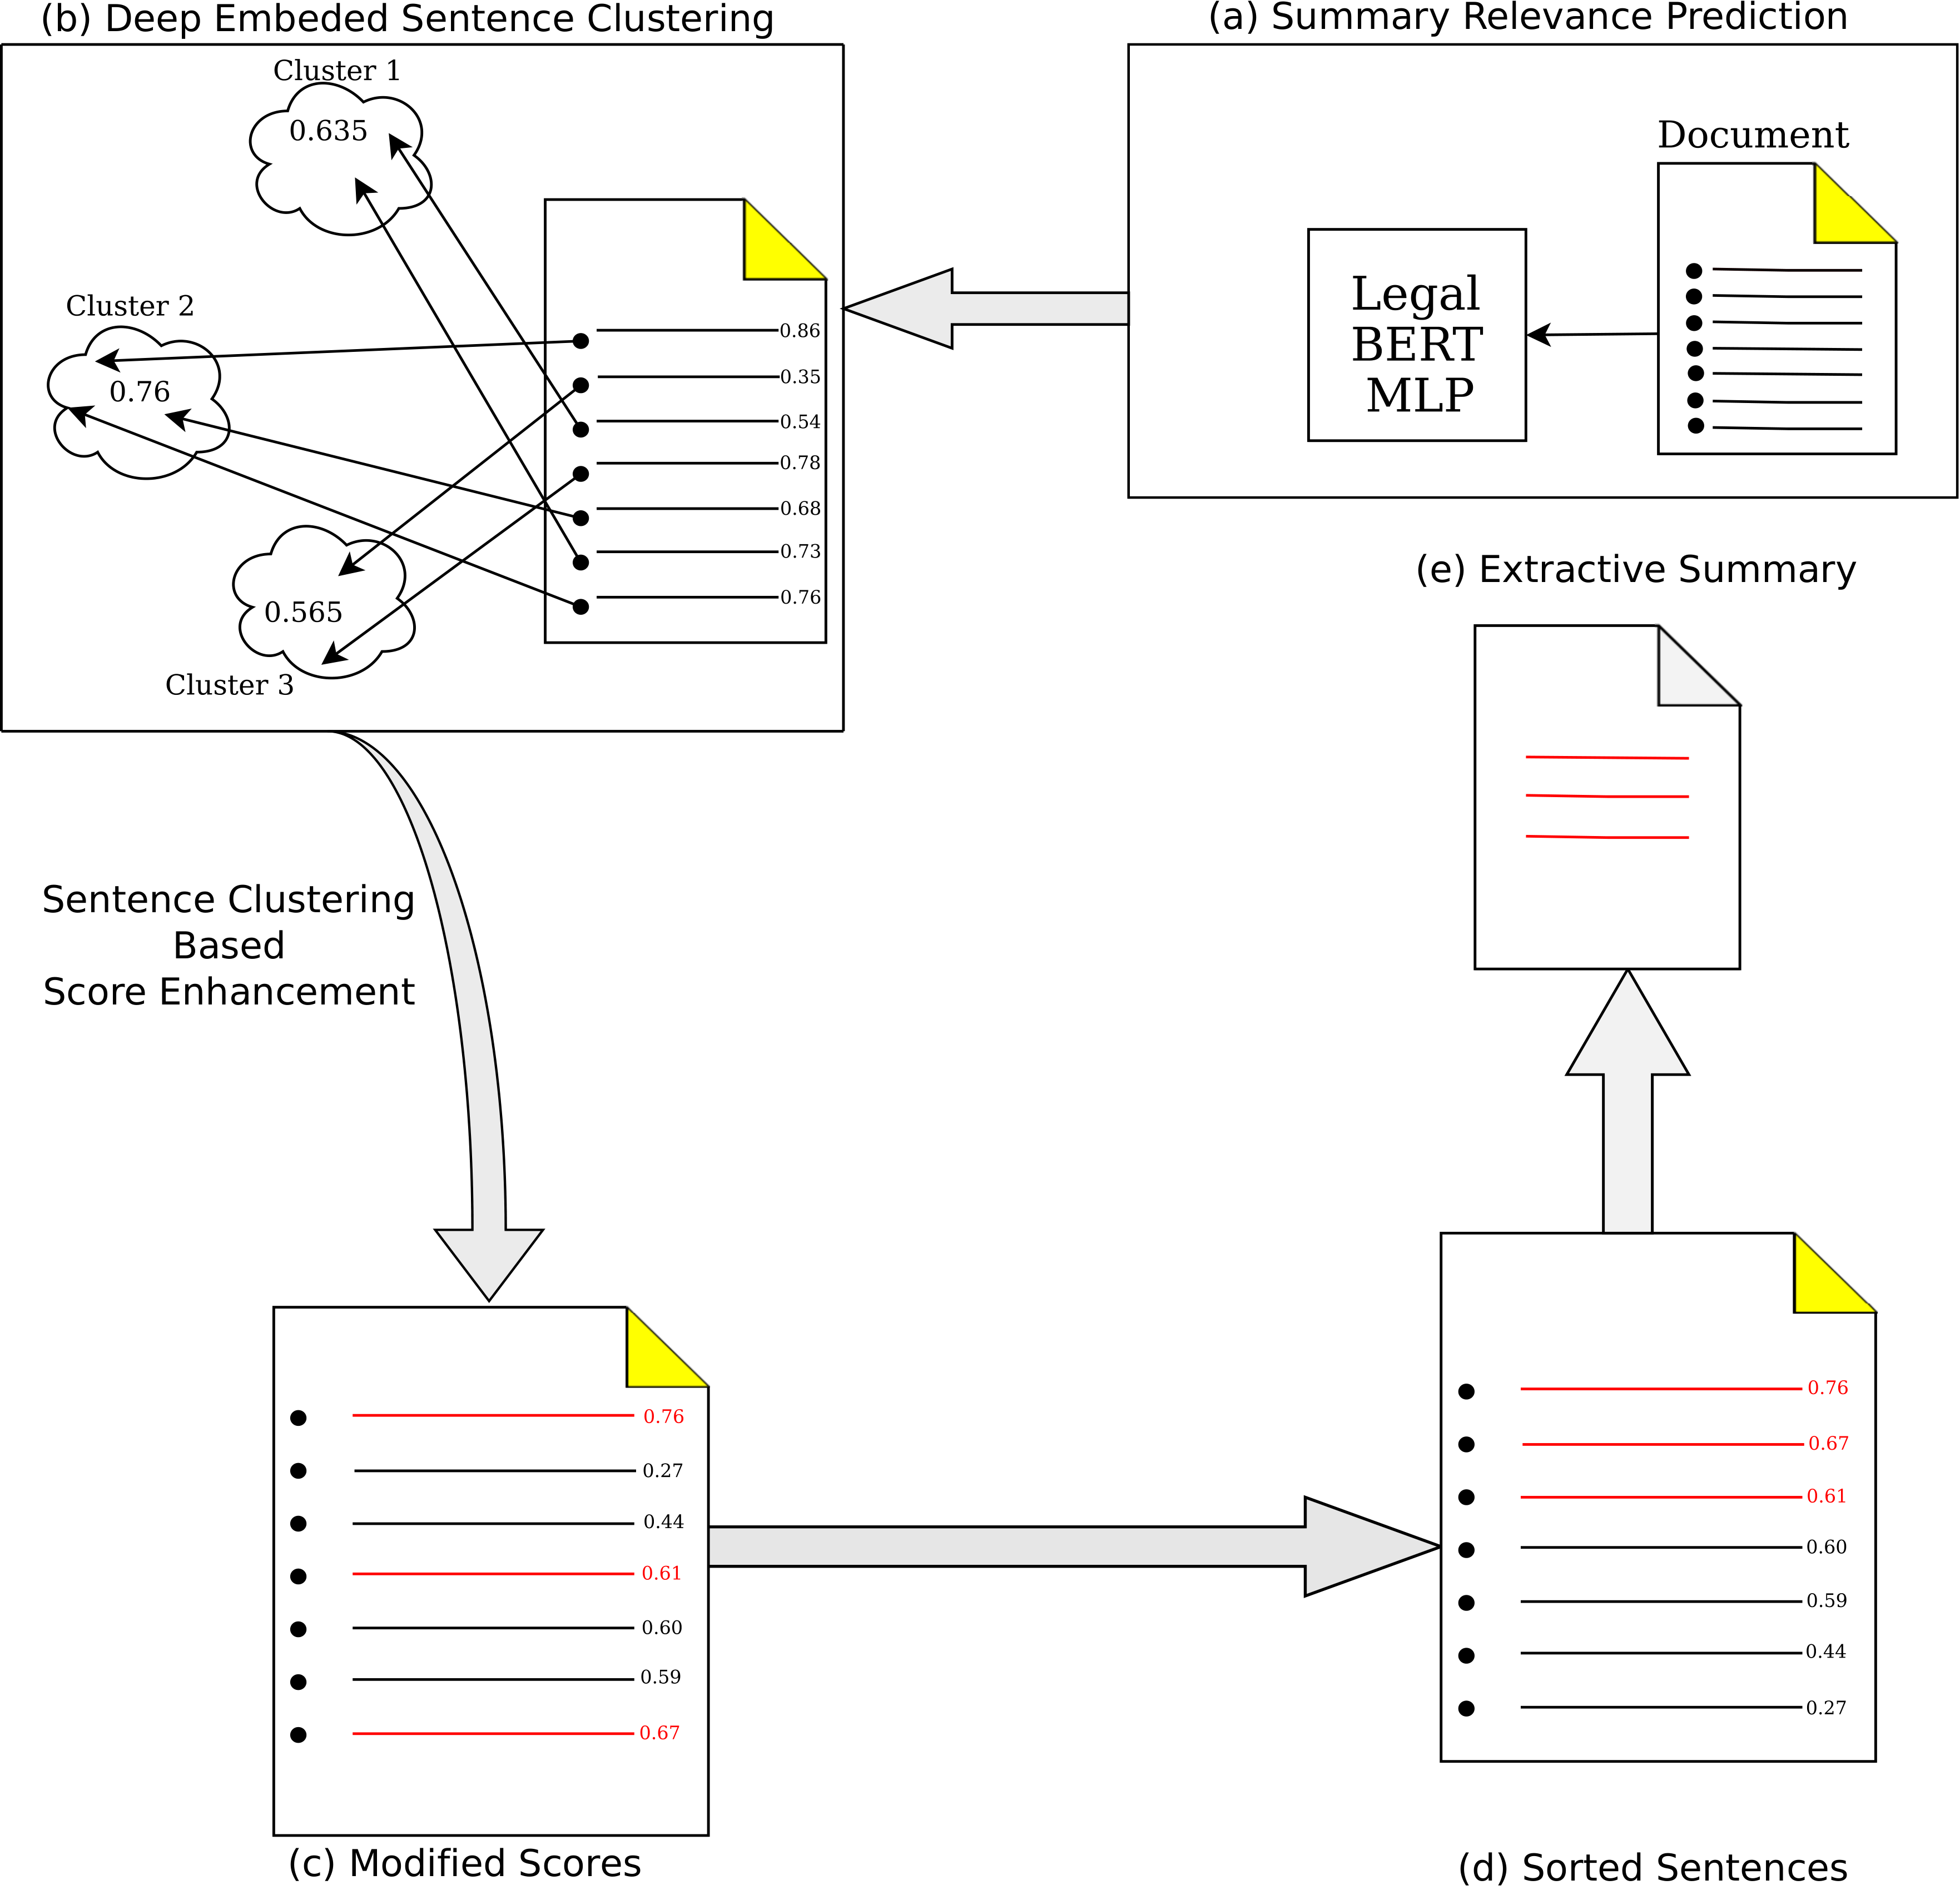 (b) Deep Embeded Sentence Clustering
(a) Summary Relevance Prediction
Cluster 1
0.635
Cluster 2
0.76
0.565
Cluster 3
0.86
0.35
0.54
0.78
0.68
0.73
0.76
Document
Legal
BERT
MLP
(e) Extractive Summary
Sentence Clustering
Based
Score Enhancement
0.76
0.27
0.44
0.61
0.60
0.59
0.67
(c) Modified Scores
0.76
0.67
0.61
0.60
0.59
0.44
0.27
(d) Sorted Sentences